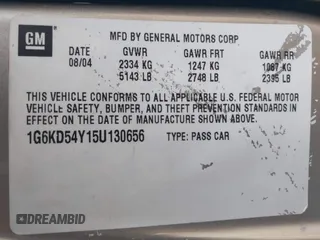 GM
MFD BY GENERAL MOTORS CORP
DATE GVWR GAWR FRT GAWR RR
08/04 2334 KG 1247 KG 1087 KG
5143 LB 2748 LB 2395 LB
THIS VEHICLE CONFORMS TO ALL APPLICABLE U.S. FEDERAL MOTOR
VEHICLE SAFETY, BUMPER, AND THEFT PREVENTION STANDARDS IN
EFFECT ON THE DATE OF MANUFACTURE SHOWN ABOVE.
1G6KD54Y15U130656 TYPE: PASS CAR
DREAMBID